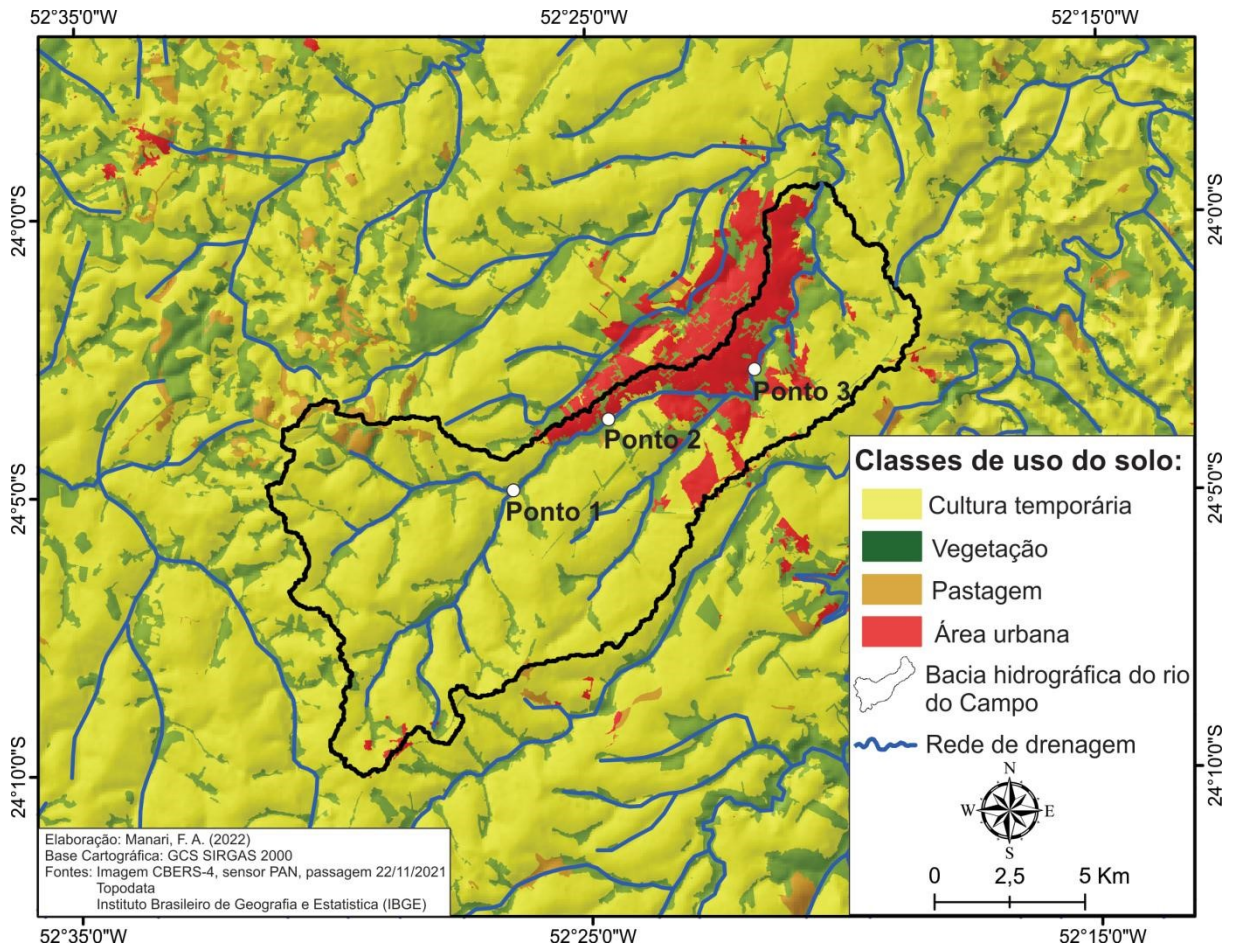 52°35'0"W 52°25'0"W 52°15'0"W
24°0'0"S 24°0'0"S
Ponto 3
Ponto 2
Ponto 1
24°5'0"S 24°5'0"S
24°10'0"S 24°10'0"S
Classes de uso do solo:
Cultura temporária
Vegetação
Pastagem
Área urbana
Bacia hidrográfica do rio
do Campo
Rede de drenagem
N
W E
S
0 2,5 5 Km
Elaboração: Manari, F. A. (2022)
Base Cartográfica: GCS SIRGAS 2000
Fontes: Imagem CBERS-4, sensor PAN, passagem 22/11/2021
Topodata
Instituto Brasileiro de Geografia e Estatistica (IBGE)
52°35'0"W 52°25'0"W 52°15'0"W